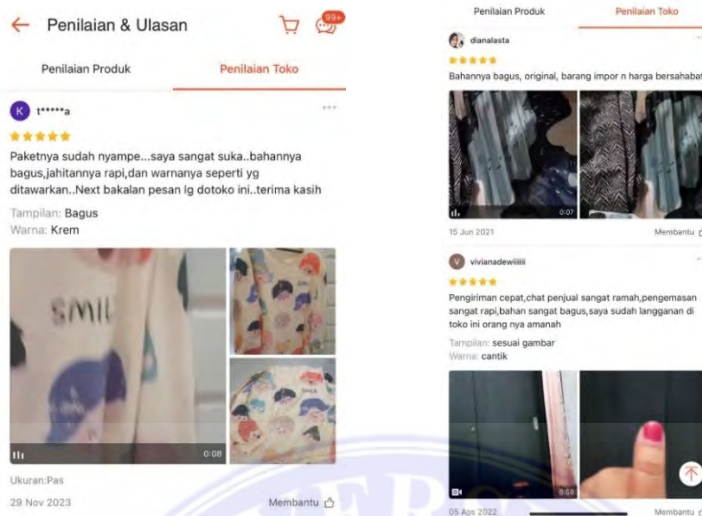 Penilaian & Ulasan
99+
Penilaian Produk
Penilaian Toko
K
t*****a
Paketnya sudah nyampe...saya sangat suka..bahannya
bagus,jahitannya rapi,dan warnanya seperti yg
ditawarkan..Next bakalan pesan lg dotoko ini..terima kasih
Tampilan: Bagus
Warna: Krem
SMIL
0:08
Ukuran:Pas
29 Nov 2023
Membantu
Penilaian Produk
Penilaian Toko
dianalasta
Bahannya bagus, original, barang impor n harga bersahabat
0:07
15 Jun 2021
Membantu
V
vivianadewiiiiii
Pengiriman cepat,chat penjual sangat ramah,pengemasan
sangat rapi,bahan sangat bagus,saya sudah langganan di
toko ini orang nya amanah
Tampilan: sesuai gambar
Warna: cantik
0:59
05 Ags 2022
Membantu